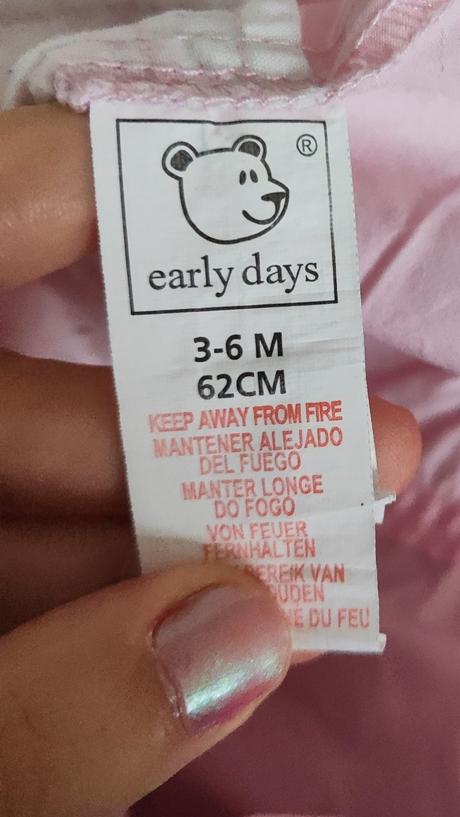 ®
early days
3-6 M
62CM
KEEP AWAY FROM FIRE
MANTENER ALEJADO
DEL FUEGO
MANTER LONGE
DO FOGO
VON FEUER
FERNHALTEN
VAN
DU FEU